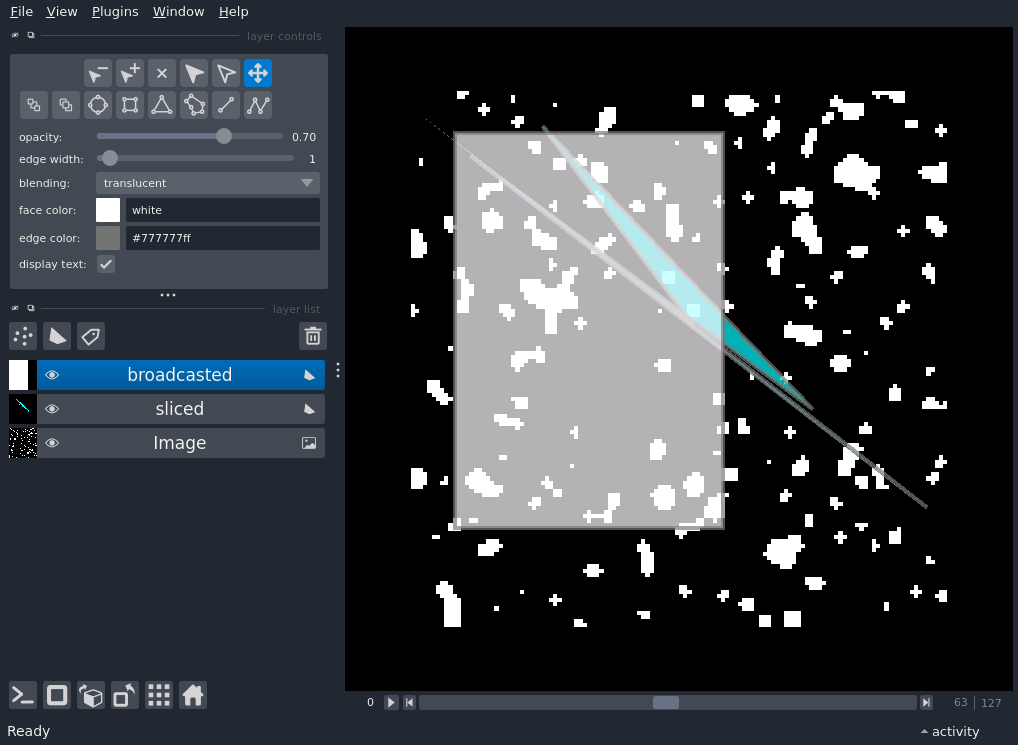 File View Plugins Window Help
layer controls
opacity: 0.70
edge width: 1
blending: translucent
face color: white
edge color: #777777ff
display text:
layer list
broadcasted
sliced
Image
0 63 127
Ready activity